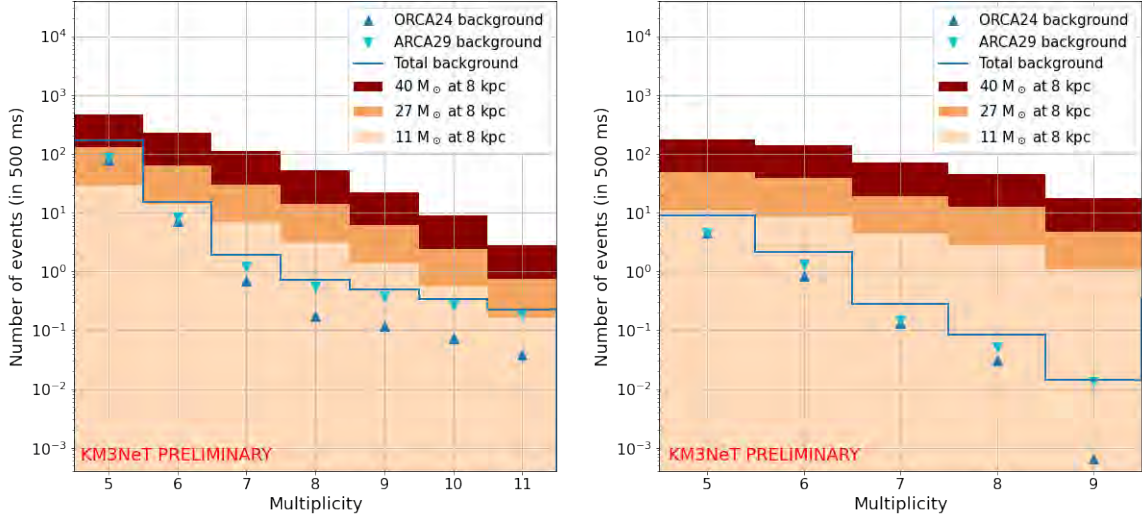 ORCA24 background
ARCA29 background
Total background
40 M⊙ at 8 kpc
27 M⊙ at 8 kpc
11 M⊙ at 8 kpc
Number of events (in 500 ms)
10⁴
10³
10²
10¹
10⁰
10⁻¹
10⁻²
10⁻³
KM3NeT PRELIMINARY
5 6 7 8 9 10 11
Multiplicity
ORCA24 background
ARCA29 background
Total background
40 M⊙ at 8 kpc
27 M⊙ at 8 kpc
11 M⊙ at 8 kpc
Number of events (in 500 ms)
10⁴
10³
10²
10¹
10⁰
10⁻¹
10⁻²
10⁻³
KM3NeT PRELIMINARY
5 6 7 8 9
Multiplicity